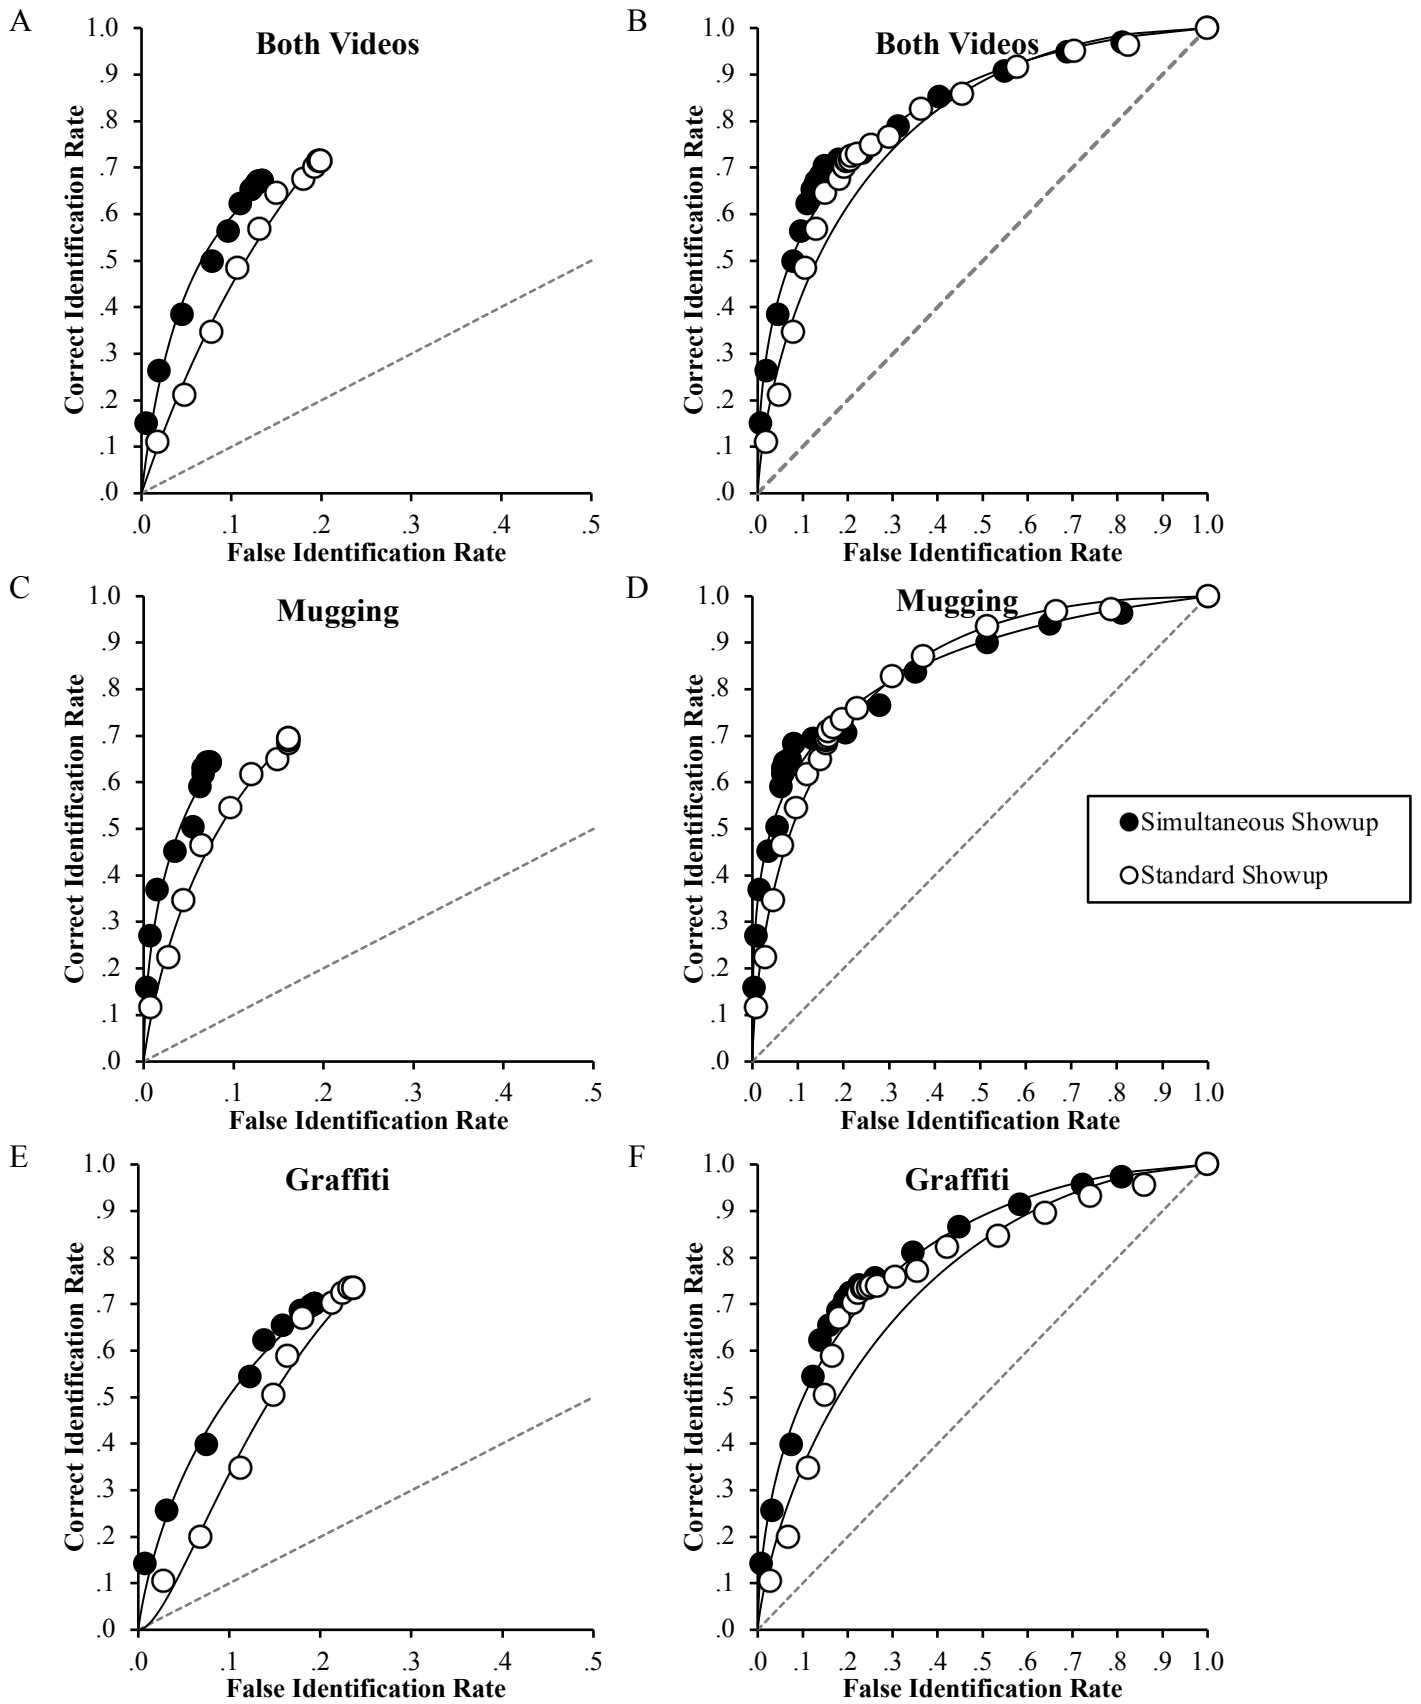 A
B
Both Videos
Both Videos
Correct Identification Rate
1.0
.9
.8
.7
.6
.5
.4
.3
.2
.1
.0
.0 .1 .2 .3 .4 .5
False Identification Rate
Correct Identification Rate
1.0
.9
.8
.7
.6
.5
.4
.3
.2
.1
.0
.0 .1 .2 .3 .4 .5 .6 .7 .8 .9 1.0
False Identification Rate
C
D
Mugging
Mugging
Correct Identification Rate
1.0
.9
.8
.7
.6
.5
.4
.3
.2
.1
.0
.0 .1 .2 .3 .4 .5
False Identification Rate
Correct Identification Rate
1.0
.9
.8
.7
.6
.5
.4
.3
.2
.1
.0
.0 .1 .2 .3 .4 .5 .6 .7 .8 .9 1.0
False Identification Rate
Simultaneous Showup
Standard Showup
E
F
Graffiti
Graffiti
Correct Identification Rate
1.0
.9
.8
.7
.6
.5
.4
.3
.2
.1
.0
.0 .1 .2 .3 .4 .5
False Identification Rate
Correct Identification Rate
1.0
.9
.8
.7
.6
.5
.4
.3
.2
.1
.0
.0 .1 .2 .3 .4 .5 .6 .7 .8 .9 1.0
False Identification Rate